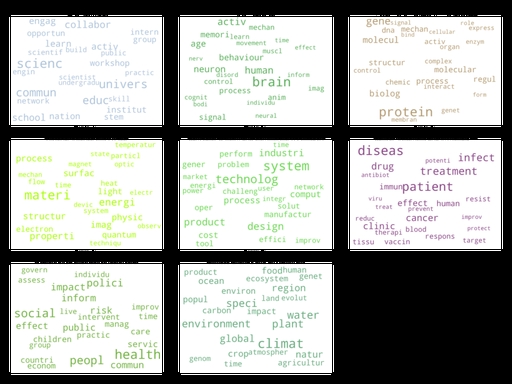 engag collabor
opportun intern
learn activ group
scientif build public
scienc workshop
engin scientist practic
undergradu univers
commun
network educ skill
institut
school nation stem
activ
memori learn mechan
age movement time
muscl effect
nerv behaviour
neuron human
disord brain inform
control imag
process
cognit anim
bodi individu
signal neural
gene signal role
dna mechan cellular express
bind
molecul activ enzym
organ
structur complex
control molecular
chemic process regul
interact
biolog form
protein genet
membran
temperatur
process state particl
magnet optic
mechan surfac
flow time heat
light electr
materi energi
devic
structur system physic
electron imag observ
properti quantum
techniqu
time
perform industri
gener problem system
market technolog
energi user network
power challeng comput
process integr
oper solut
manufactur
product design
cost
tool effici improv
diseas
potenti infect
drug treatment
antibiot
immun patient
viru effect human resist
treat prevent
reduc cancer improv
clinic blood protect
therapi
tissu vaccin respons target
govern individu
assess impact polici
inform
social live risk improv
intervent time
effect public manag
children practic care
group servic
countri peopl health
econom commun
product food human
ocean ecosystem genet
environ region
popul speci land evolut
carbon impact water
environment plant
global climat
crop atmospher natur
genom time agricultur